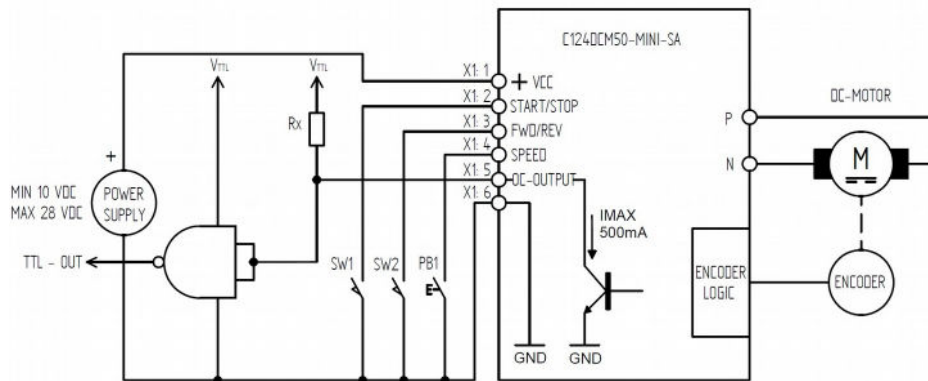 C124DCM50-MINI-SA
VTTL
VTTL
X1: 1
+ VCC
X1: 2
START/STOP
DC-MOTOR
Rx
X1: 3
FWD/REV
P
X1: 4
SPEED
+
X1: 5
OC-OUTPUT
N
M
X1: 6
MIN 10 VDC
MAX 28 VDC
POWER
SUPPLY
IMAX
500mA
TTL - OUT
SW1
SW2
PB1
ENCODER
LOGIC
ENCODER
GND
GND